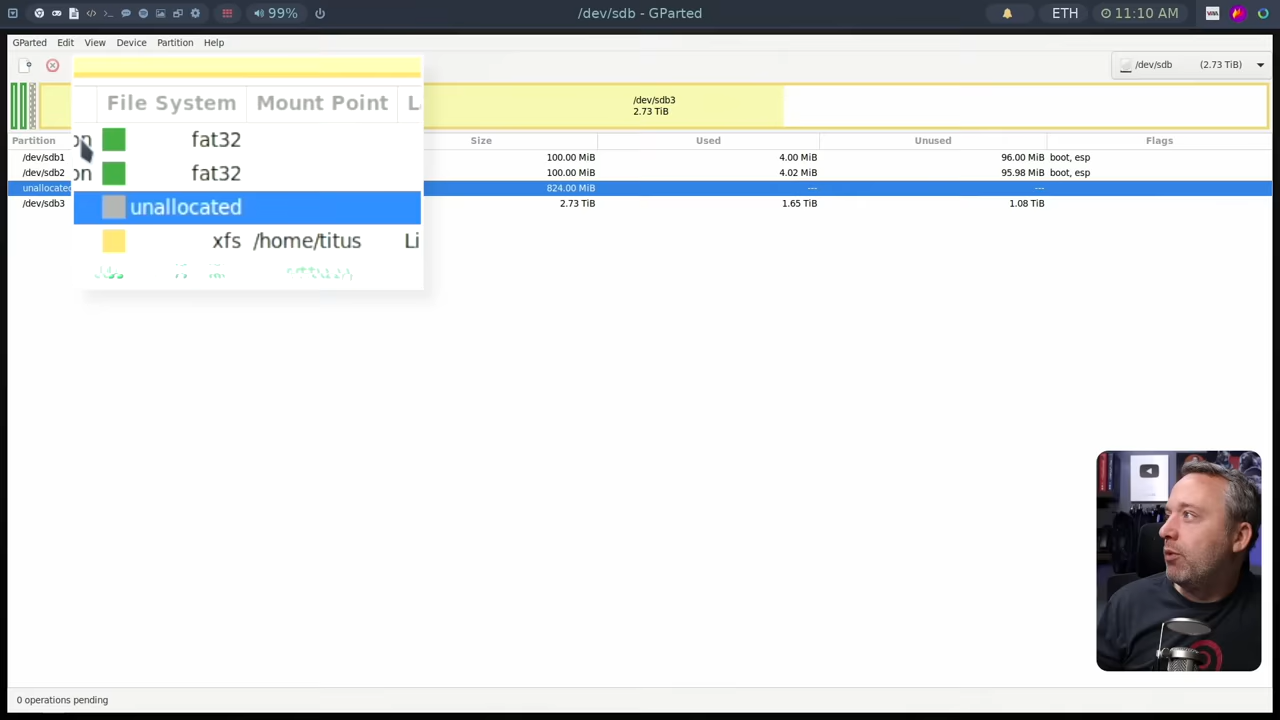 99%
/dev/sdb - GParted
ETH
11:10 AM
GParted Edit View Device Partition Help
/dev/sdb (2.73 TiB)
/dev/sdb3
2.73 TiB
Partition Size Used Unused Flags
/dev/sdb1 100.00 MiB 4.00 MiB 96.00 MiB boot, esp
/dev/sdb2 100.00 MiB 4.02 MiB 95.98 MiB boot, esp
unallocated 824.00 MiB --- ---
/dev/sdb3 2.73 TiB 1.65 TiB 1.08 TiB
File System Mount Point L
on fat32
on fat32
unallocated
xfs /home/titus Li
0 operations pending